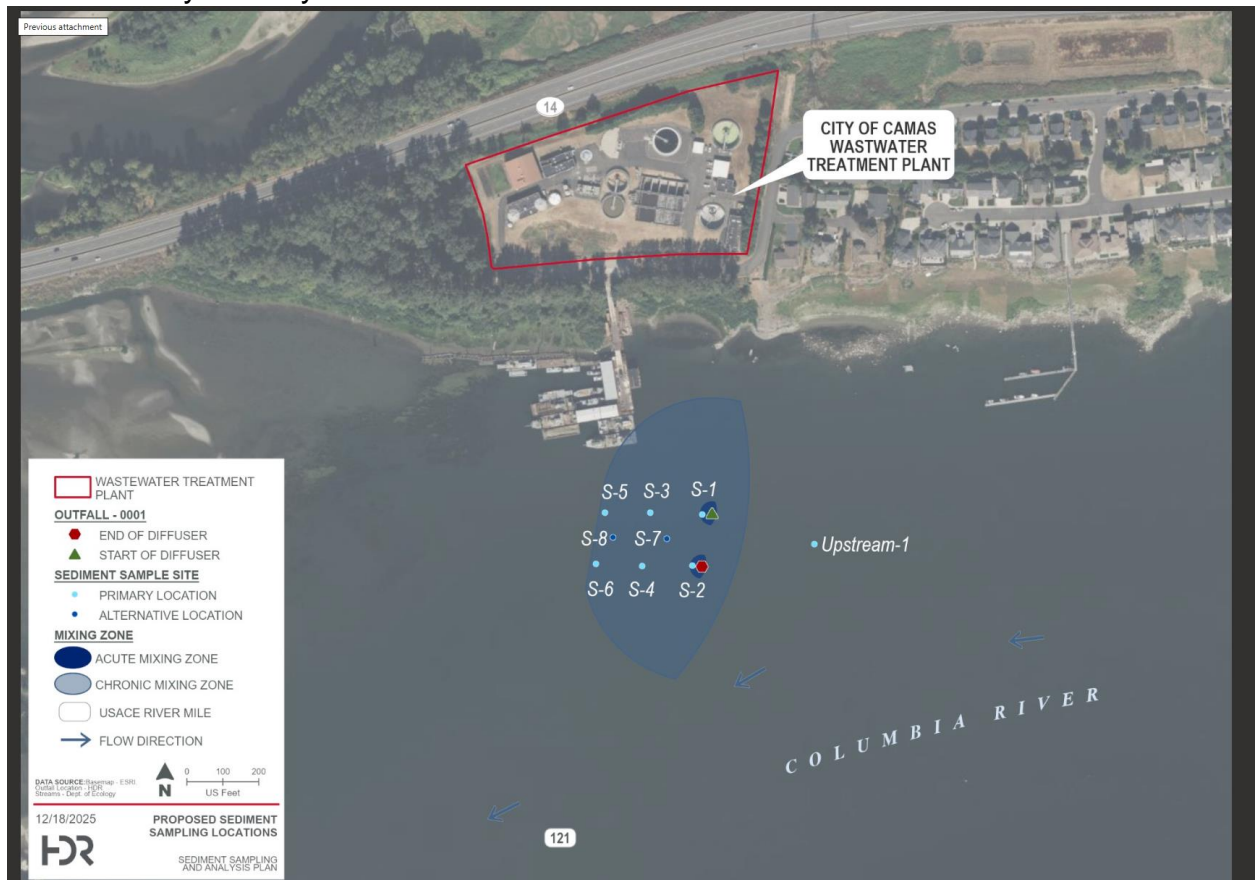 Previous attachment
14
CITY OF CAMAS
WASTWATER
TREATMENT PLANT
S-5 S-3 S-1
S-8 S-7
Upstream-1
S-6 S-4 S-2
COLUMBIA RIVER
121
WASTEWATER TREATMENT
PLANT
OUTFALL - 0001
END OF DIFFUSER
START OF DIFFUSER
SEDIMENT SAMPLE SITE
PRIMARY LOCATION
ALTERNATIVE LOCATION
MIXING ZONE
ACUTE MIXING ZONE
CHRONIC MIXING ZONE
USACE RIVER MILE
FLOW DIRECTION
DATA SOURCE:Basemap - ESRI
Outfall Location - HDR
Streams - Dept. of Ecology
N
0 100 200
US Feet
12/18/2025
PROPOSED SEDIMENT
SAMPLING LOCATIONS
HDR
SEDIMENT SAMPLING
AND ANALYSIS PLAN